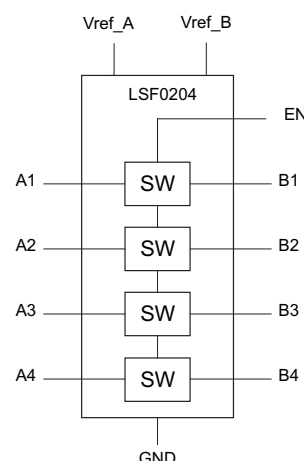 Vref_A Vref_B
LSF0204
EN
A1 SW B1
A2 SW B2
A3 SW B3
A4 SW B4
GND